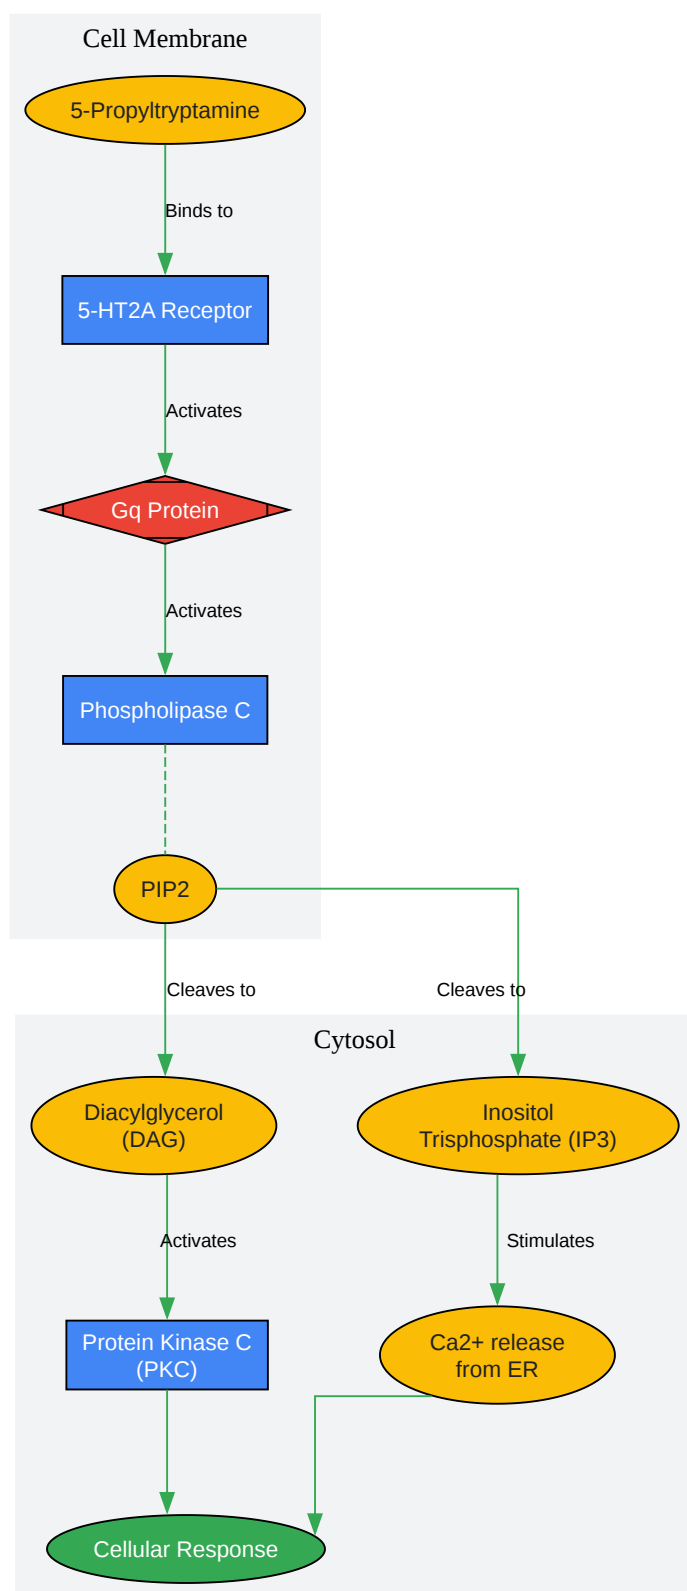 Cell Membrane
5-Propyltryptamine
Binds to
5-HT2A Receptor
Activates
Gq Protein
Activates
Phospholipase C
PIP2
Cleaves to
Cleaves to
Cytosol
Diacylglycerol
(DAG)
Inositol
Trisphosphate (IP3)
Activates
Stimulates
Protein Kinase C
(PKC)
Ca2+ release
from ER
Cellular Response